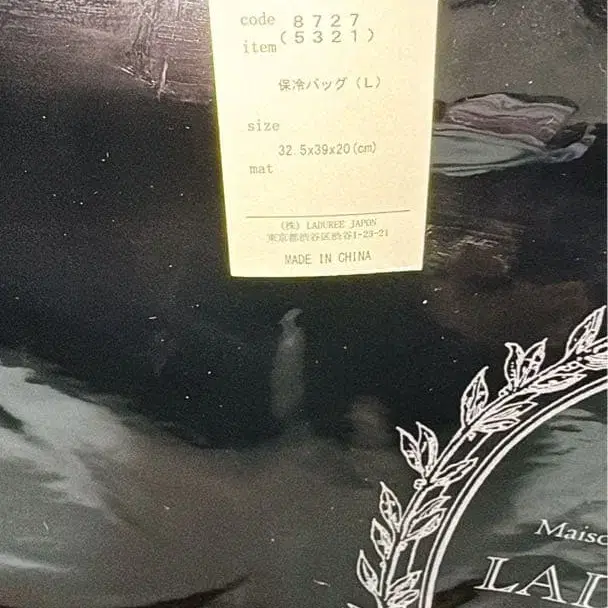 code 8727
item (5321)
保冷バッグ(L)
size
32.5x39x20(cm)
mat
(株) LADUREE JAPON
東京都渋谷区渋谷1-23-21
MADE IN CHINA
Maiso
LAD